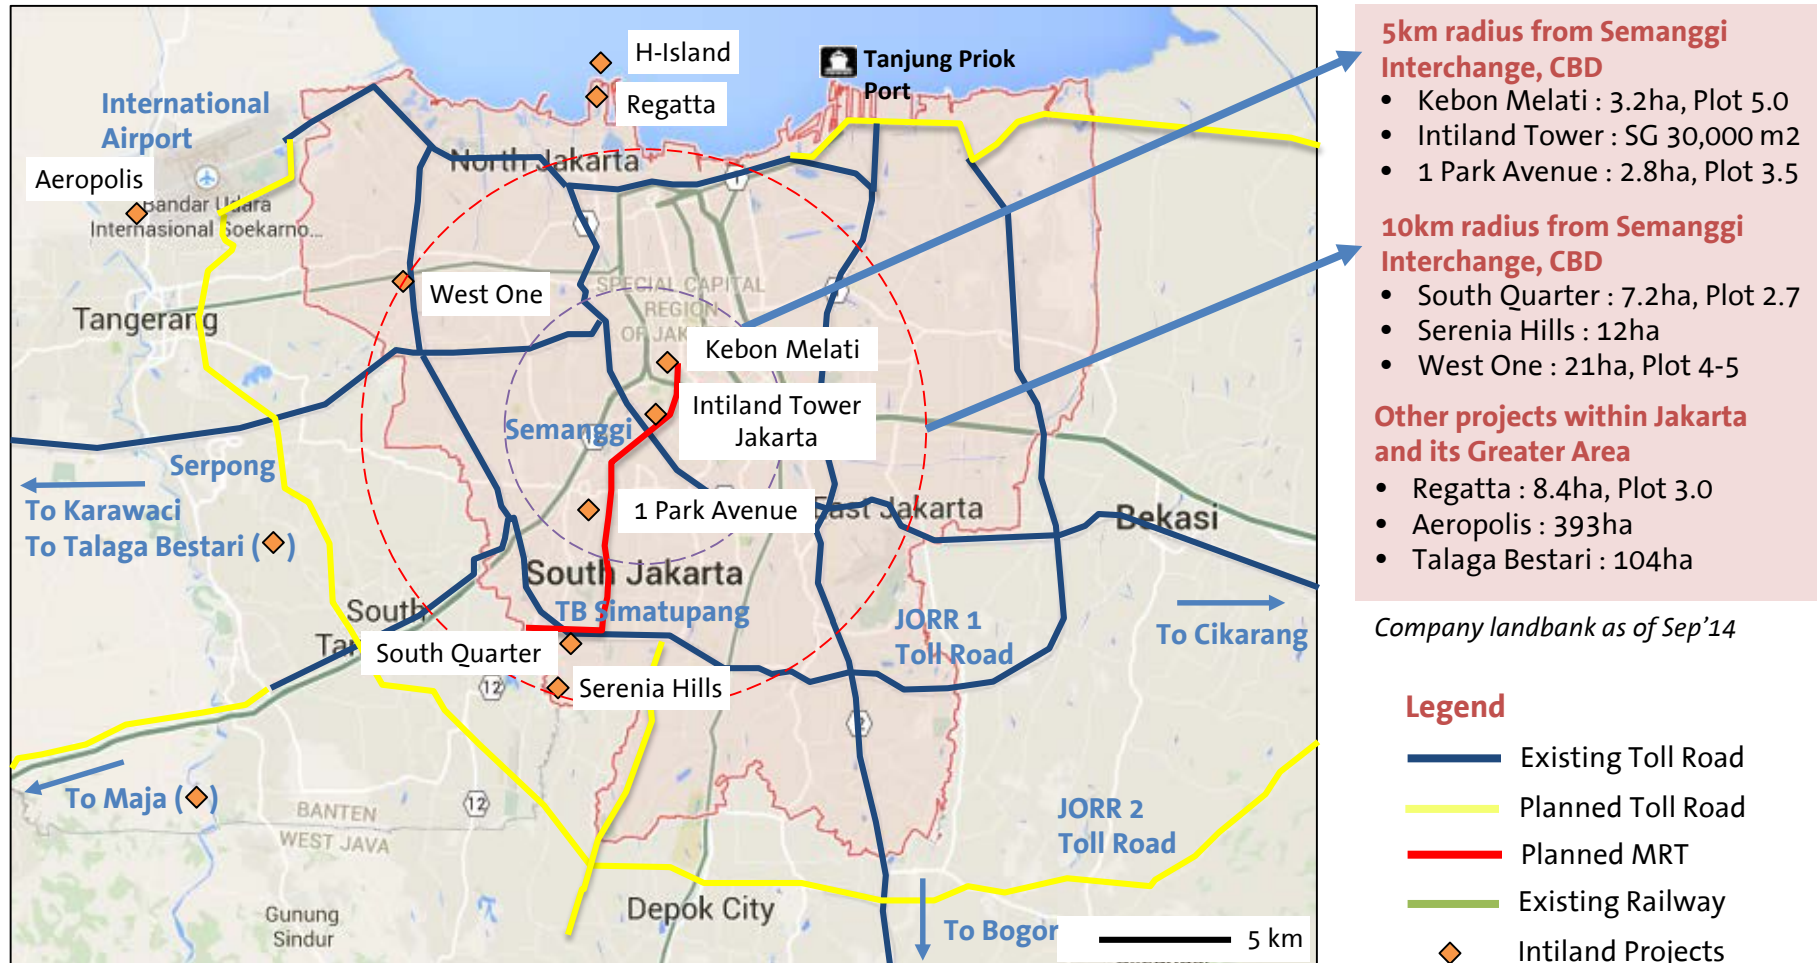 H-Island
Regatta
Tanjung Priok
Port
International
Airport
North Jakarta
1
Aeropolis
Bandar Udara
Internasional Soekarno...
1
West One
SPECIAL CAPITAL
REGION
OF JAK
Tangerang
Kebon Melati
Intiland Tower
Jakarta
Semanggi
Serpong
To Karawaci
To Talaga Bestari ( )
1 Park Avenue
East Jakarta
Bekasi
South Jakarta
TB Simatupang
South
Tan
South Quarter
Serenia Hills
12
JORR 1
Toll Road
To Cikarang
2
To Maja ( )
12
BANTEN
WEST JAVA
JORR 2
Toll Road
Gunung
Sindur
Depok City
To Bogor
5 km
5km radius from Semanggi
Interchange, CBD
• Kebon Melati : 3.2ha, Plot 5.0
• Intiland Tower : SG 30,000 m2
• 1 Park Avenue : 2.8ha, Plot 3.5
10km radius from Semanggi
Interchange, CBD
• South Quarter : 7.2ha, Plot 2.7
• Serenia Hills : 12ha
• West One : 21ha, Plot 4-5
Other projects within Jakarta
and its Greater Area
• Regatta : 8.4ha, Plot 3.0
• Aeropolis : 393ha
• Talaga Bestari : 104ha
Company landbank as of Sep'14
Legend
Existing Toll Road
Planned Toll Road
Planned MRT
Existing Railway
Intiland Projects